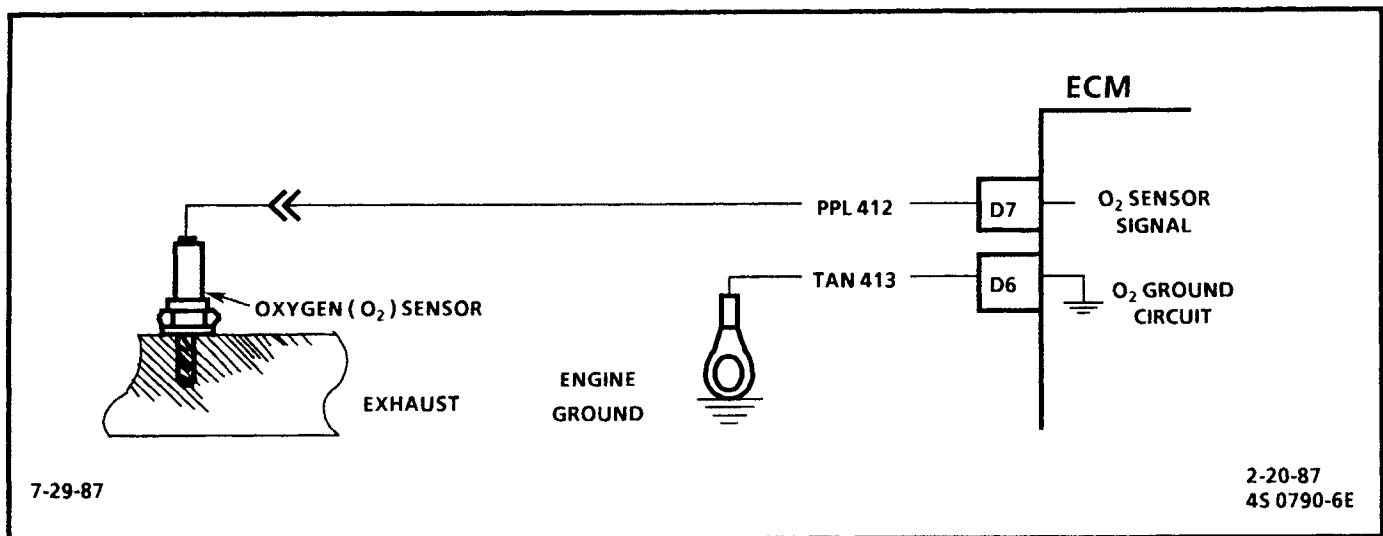 ECM
PPL 412
D7
O₂ SENSOR
SIGNAL
TAN 413
D6
O₂ GROUND
CIRCUIT
OXYGEN ( O₂ ) SENSOR
EXHAUST
ENGINE
GROUND
7-29-87
2-20-87
4S 0790-6E